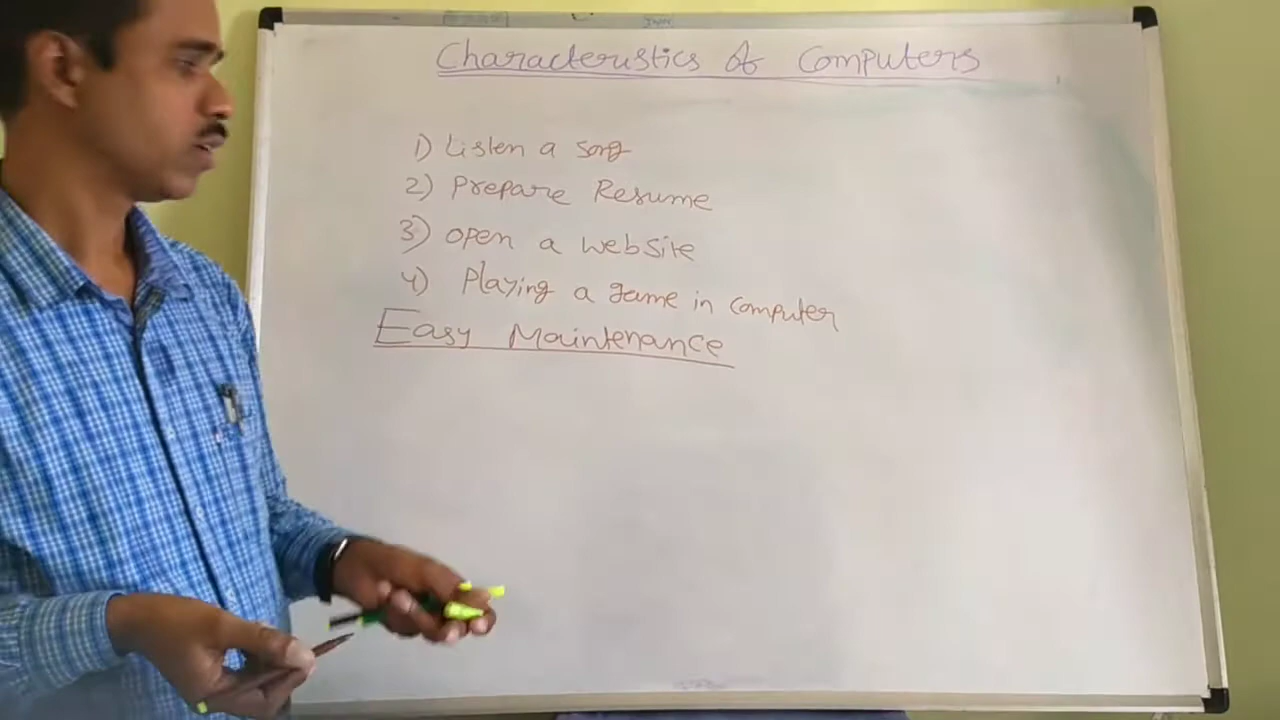 Characteristics of Computers
1) Listen a song
2) Prepare Resume
3) open a website
4) Playing a game in computer
Easy Maintenance